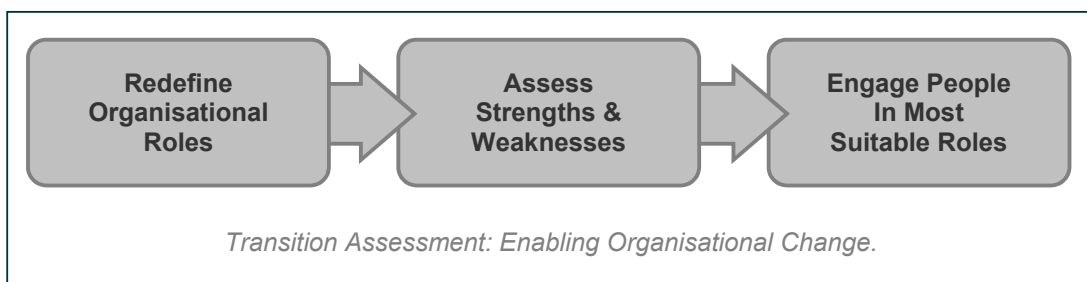 Redefine
Organisational
Roles
Assess
Strengths &
Weaknesses
Engage People
In Most
Suitable Roles
Transition Assessment: Enabling Organisational Change.